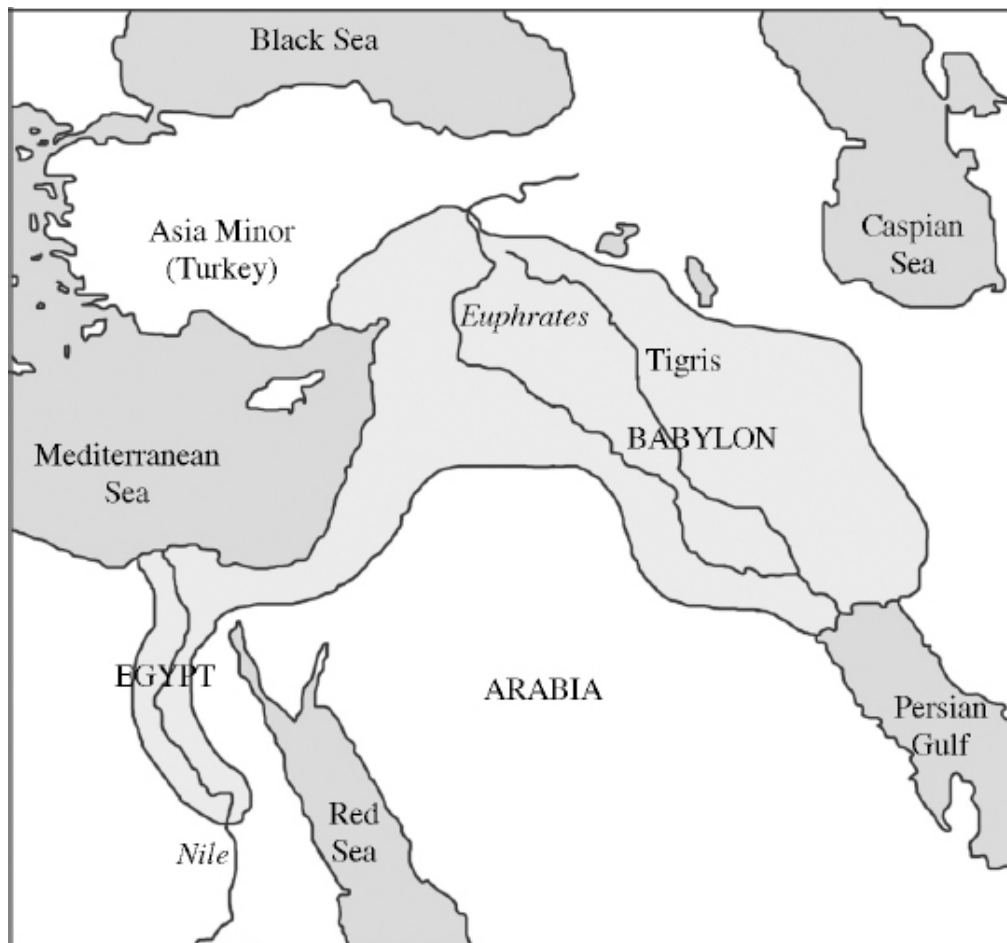 Black Sea
Asia Minor
(Turkey)
Caspian
Sea
Euphrates
Tigris
BABYLON
Mediterranean
Sea
EGYPT
ARABIA
Persian
Gulf
Red
Sea
Nile